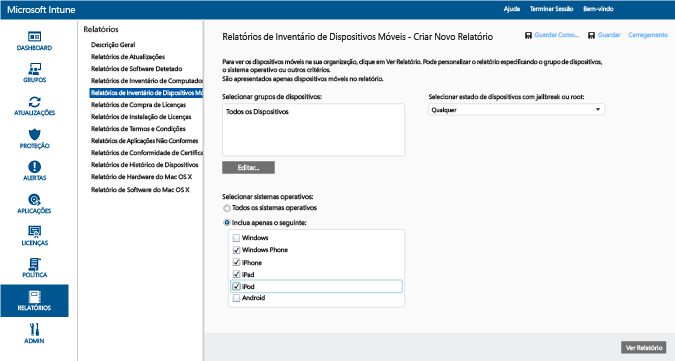 Microsoft Intune
Ajuda Terminar Sessão Bem-vindo
DASHBOARD
GRUPOS
ATUALIZAÇÕES
PROTEÇÃO
ALERTAS
APLICAÇÕES
LICENÇAS
POLÍTICA
RELATÓRIOS
ADMIN
Relatórios
Descrição Geral
Relatórios de Atualizações
Relatórios de Software Detetado
Relatórios de Inventário de Computador
Relatórios de Inventário de Dispositivos Mó
Relatórios de Compra de Licenças
Relatórios de Instalação de Licenças
Relatórios de Termos e Condições
Relatórios de Aplicações Não Conformes
Relatórios de Conformidade de Certifica
Relatórios de Histórico de Dispositivos
Relatório de Hardware do Mac OS X
Relatório de Software do Mac OS X
Relatórios de Inventário de Dispositivos Móveis - Criar Novo Relatório
Guardar Como... Guardar Carregamento
Para ver os dispositivos móveis na sua organização, clique em Ver Relatório. Pode personalizar o relatório especificando o grupo de dispositivos,
o sistema operativo ou outros critérios.
São apresentados apenas dispositivos móveis no relatório.
Selecionar grupos de dispositivos:
Todos os Dispositivos
Editar...
Selecionar estado de dispositivos com jailbreak ou root:
Qualquer
Selecionar sistemas operativos:
Todos os sistemas operativos
Inclua apenas o seguinte:
Windows
Windows Phone
iPhone
iPad
iPod
Android
Ver Relatório